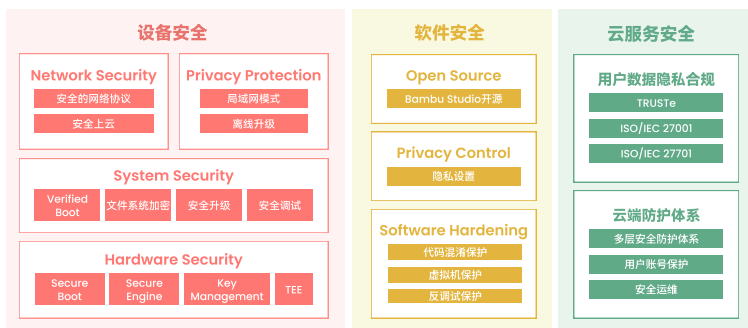 设备安全
Network Security
安全的网络协议
安全上云
Privacy Protection
局域网模式
离线升级
System Security
Verified
Boot
文件系统加密
安全升级
安全调试
Hardware Security
Secure
Boot
Secure
Engine
Key
Management
TEE
软件安全
Open Source
Bambu Studio开源
Privacy Control
隐私设置
Software Hardening
代码混淆保护
虚拟机保护
反调试保护
云服务安全
用户数据隐私合规
TRUSTe
ISO/IEC 27001
ISO/IEC 27701
云端防护体系
多层安全防护体系
用户账号保护
安全运维